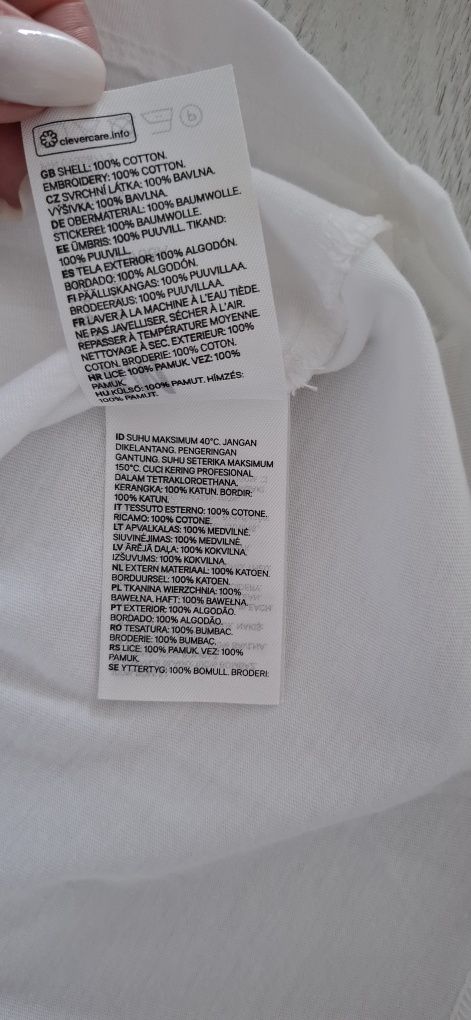 clevercare.info
GB SHELL: 100% COTTON.
EMBROIDERY: 100% COTTON.
CZ SVRCHNÍ LÁTKA: 100% BAVLNA.
VÝŠIVKA: 100% BAVLNA.
DE OBERMATERIAL: 100% BAUMWOLLE.
STICKEREI: 100% BAUMWOLLE.
EE ÜMBRIS: 100% PUUVILL. TIKAND:
100% PUUVILL.
ES TELA EXTERIOR: 100% ALGODÓN.
BORDADO: 100% ALGODÓN.
FI PÄÄLLISKANGAS: 100% PUUVILLAA.
BRODEERAUS: 100% PUUVILLAA.
FR LAVER À LA MACHINE À L'EAU TIÈDE.
NE PAS JAVELLISER. SÉCHER À L'AIR.
REPASSER À TEMPÉRATURE MOYENNE.
NETTOYAGE À SEC. EXTERIEUR: 100%
COTON. BRODERIE: 100% COTON.
HR LICE: 100% PAMUK. VEZ: 100%
PAMUK.
HU KÜLSŐ: 100% PAMUT. HÍMZÉS:
100% PAMUT.
ID SUHU MAKSIMUM 40°C. JANGAN
DIKELANTANG. PENGERINGAN
GANTUNG. SUHU SETERIKA MAKSIMUM
150°C. CUCI KERING PROFESIONAL
DALAM TETRAKLOROETHANA.
KERANGKA: 100% KATUN. BORDIR:
100% KATUN.
IT TESSUTO ESTERNO: 100% COTONE.
RICAMO: 100% COTONE.
LT APVALKALAS: 100% MEDVILNĖ.
SIUVINĖJIMAS: 100% MEDVILNĖ.
LV ĀRĒJĀ DAĻA: 100% KOKVILNA.
IZŠUVUMS: 100% KOKVILNA.
NL EXTERN MATERIAAL: 100% KATOEN.
BORDUURSEL: 100% KATOEN.
PL TKANINA WIERZCHNIA: 100%
BAWEŁNA. HAFT: 100% BAWEŁNA.
PT EXTERIOR: 100% ALGODÃO.
BORDADO: 100% ALGODÃO.
RO TESATURA: 100% BUMBAC.
BRODERIE: 100% BUMBAC.
RS LICE: 100% PAMUK. VEZ: 100%
PAMUK.
SE YTTERTYG: 100% BOMULL. BRODERI: